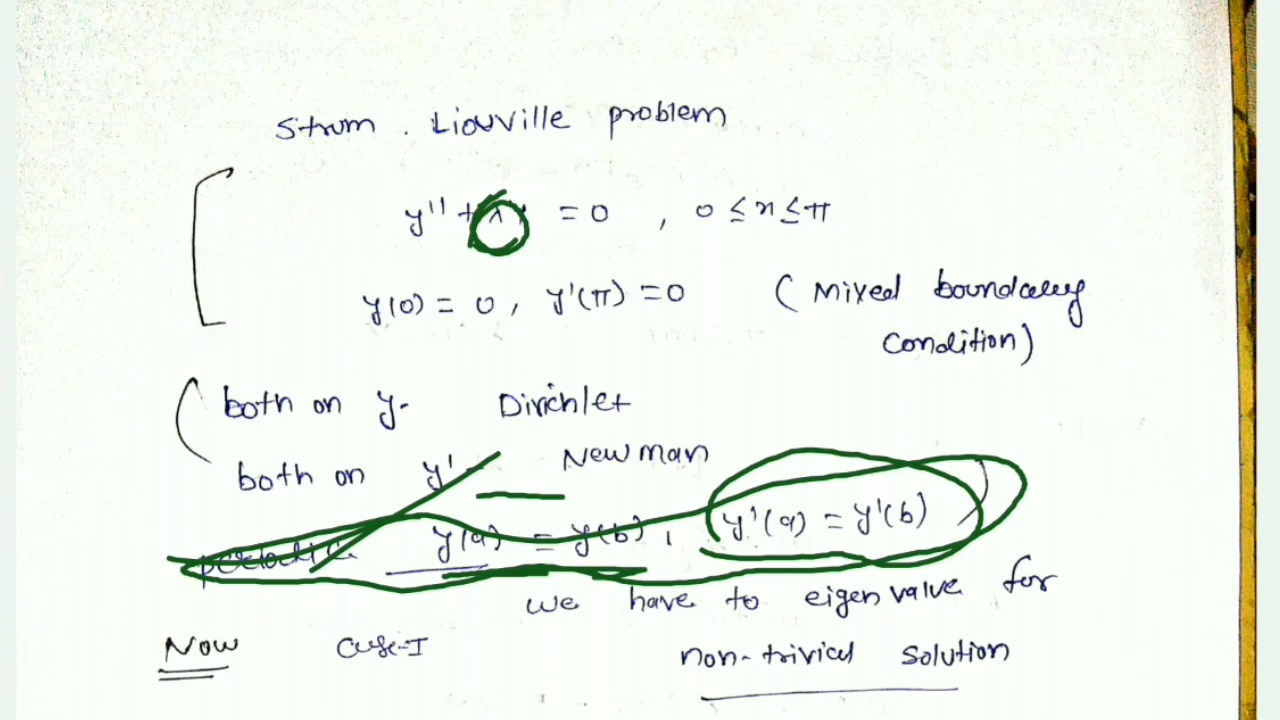 Strum . Liouville problem
y'' + λ = 0 , 0 ≤ x ≤ π
y(0) = 0 , y'(π) = 0 ( Mixed boundary
condition)
both on y - Dirichlet
both on y' - Newman
periodic y(a) = y(b) , y'(a) = y'(b) )
we have to eigen value for
Now Case-I non-trivial solution